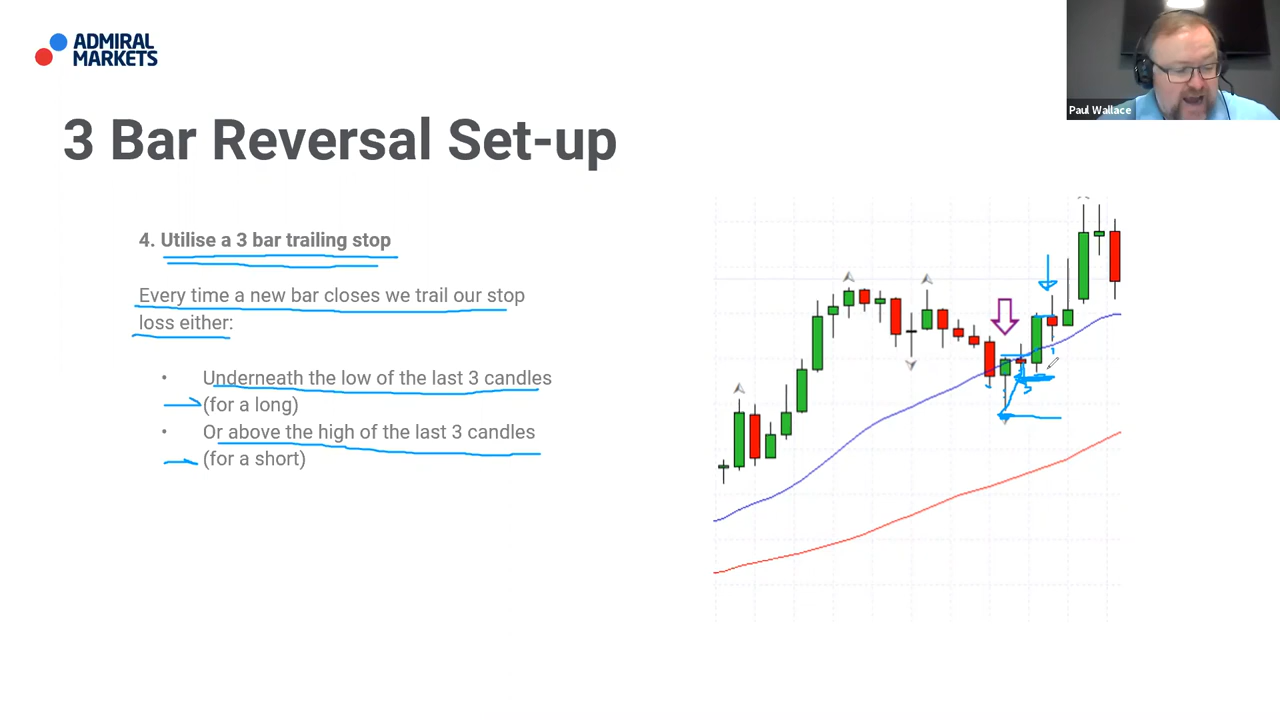 ADMIRAL
MARKETS
Paul Wallace
3 Bar Reversal Set-up
4. Utilise a 3 bar trailing stop
Every time a new bar closes we trail our stop
loss either:
• Underneath the low of the last 3 candles
(for a long)
• Or above the high of the last 3 candles
(for a short)